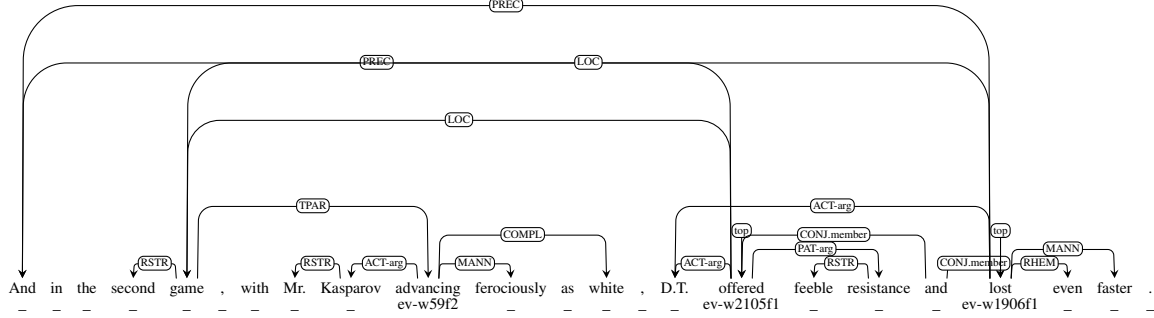 PREC
PREC LOC
LOC
TPAR ACT-arg
COMPL top CONJ.member top
PAT-arg MANN
RSTR RSTR ACT-arg MANN ACT-arg RSTR CONJ.member RHEM
And in the second game , with Mr. Kasparov advancing ferociously as white , D.T. offered feeble resistance and lost even faster .
_ _ _ _ _ _ _ _ _ ev-w59f2 _ _ _ _ _ ev-w2105f1 _ _ _ ev-w1906f1 _ _ _